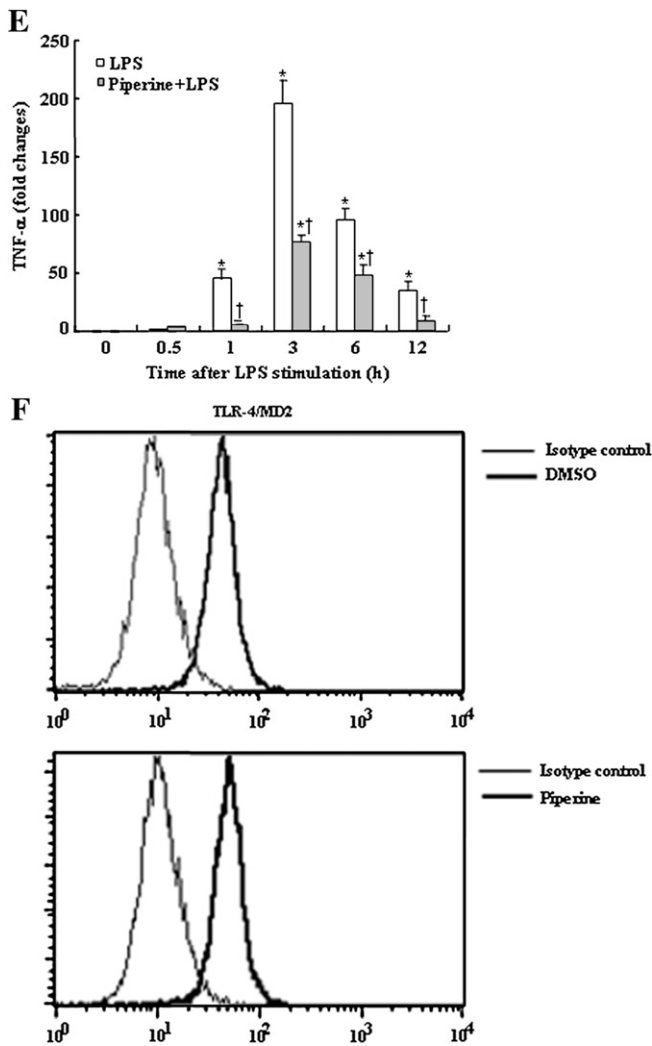 E
TNF-α (fold changes)
250
200
150
100
50
0
LPS
Piperine+LPS
*
†
*
*†
*
*†
*
†
0 0.5 1 3 6 12
Time after LPS stimulation (h)
F
TLR-4/MD2
Isotype control
DMSO
10⁰ 10¹ 10² 10³ 10⁴
Isotype control
Piperine
10⁰ 10¹ 10² 10³ 10⁴